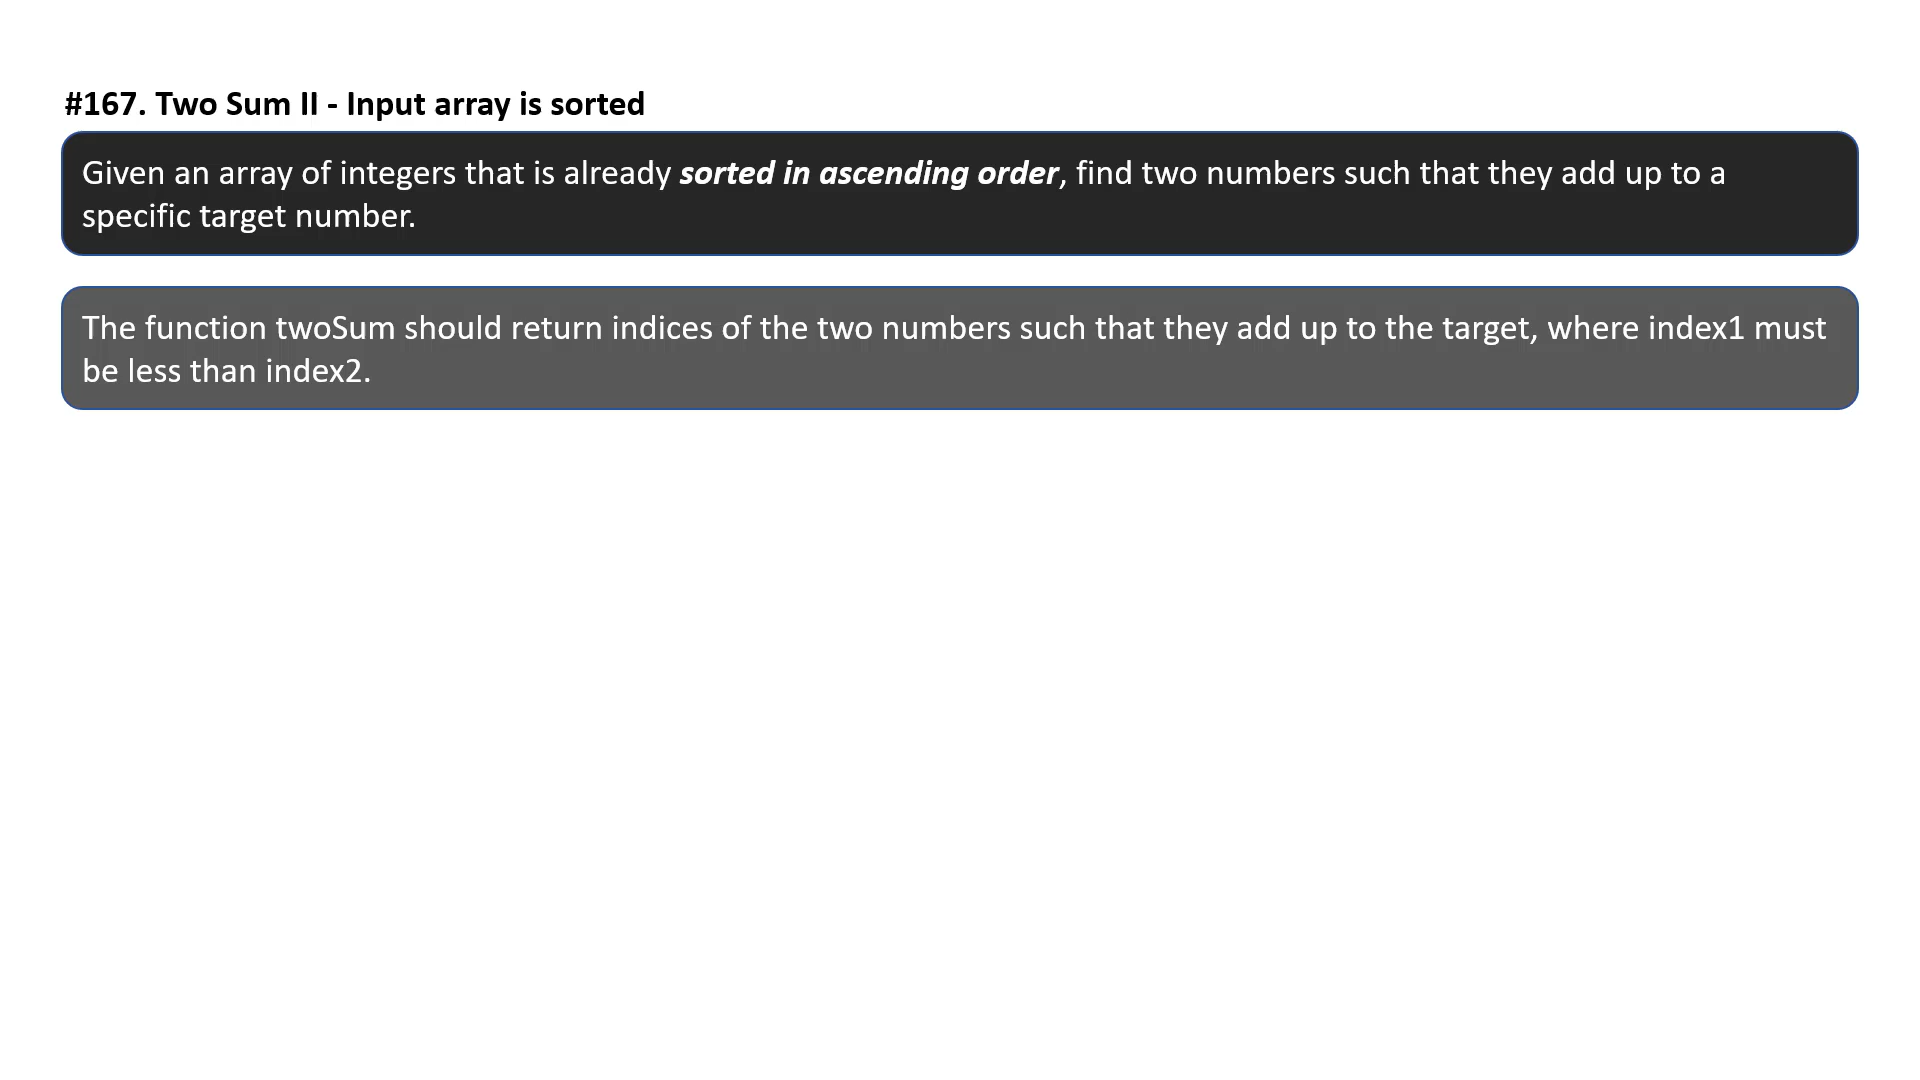 #167. Two Sum II - Input array is sorted
Given an array of integers that is already sorted in ascending order, find two numbers such that they add up to a
specific target number.
The function twoSum should return indices of the two numbers such that they add up to the target, where index1 must
be less than index2.